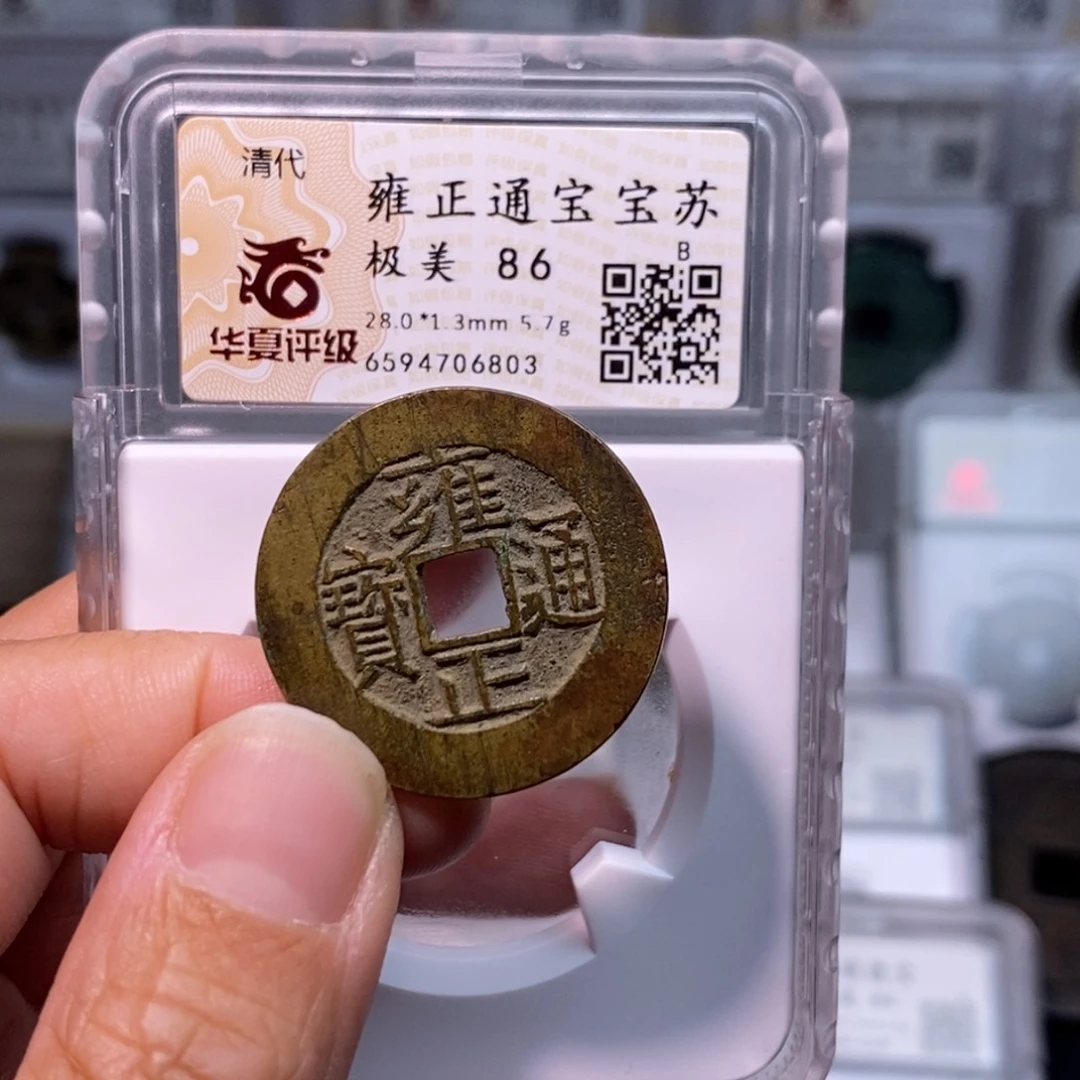 清代
华夏评级
雍正通宝宝苏
极美 86
B
28.0*1.3mm 5.7g
6594706803
雍
正
通
寶